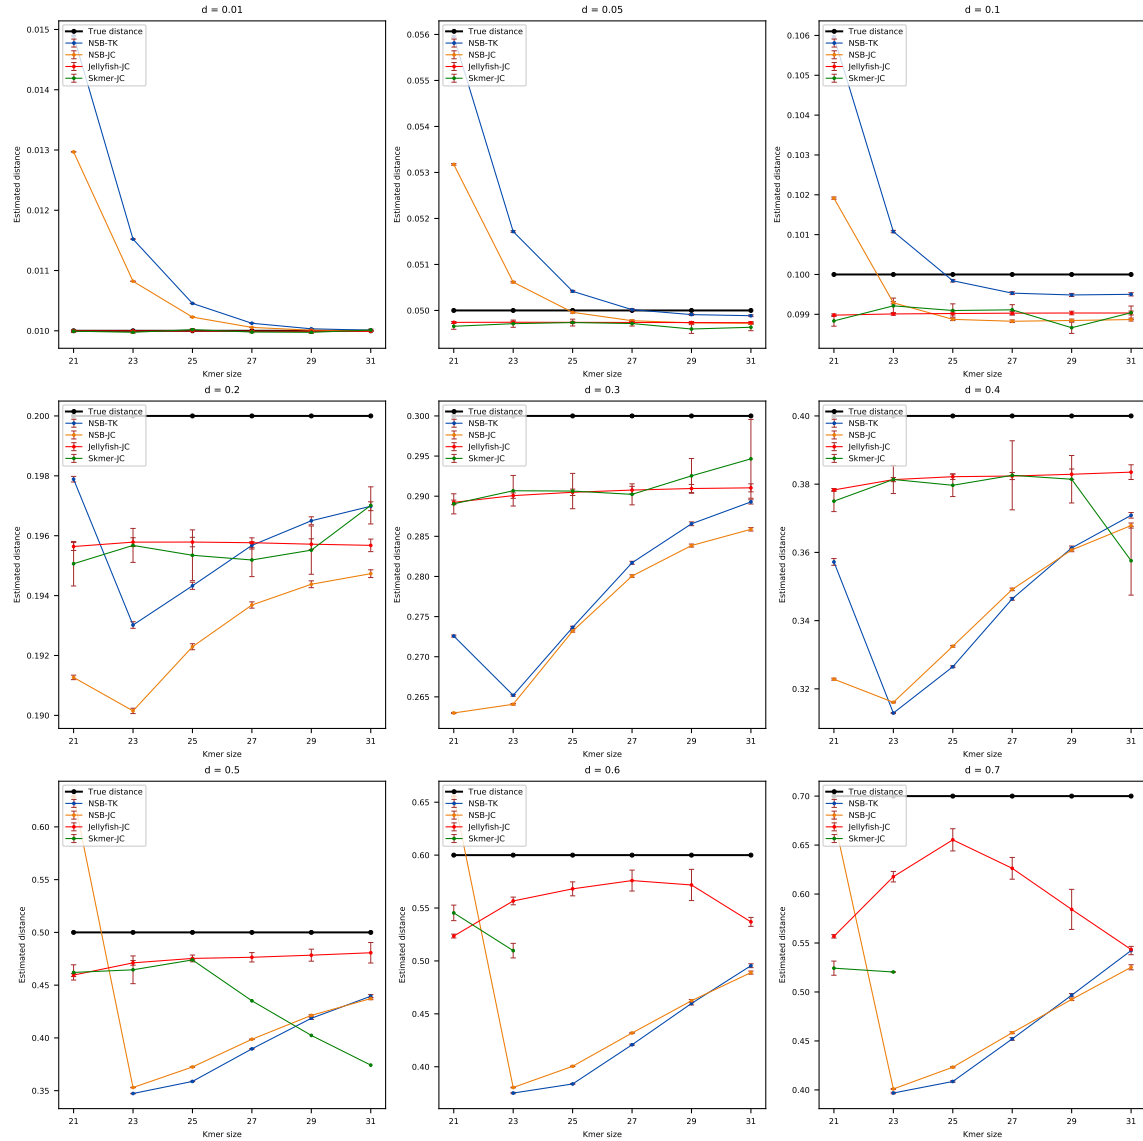 d = 0.01
0.015
0.014
0.013
0.012
0.011
0.010
Estimated distance
True distance
NSB-TK
NSB-JC
Jellyfish-JC
Skmer-JC
21 23 25 27 29 31
Kmer size
d = 0.05
0.056
0.055
0.054
0.053
0.052
0.051
0.050
Estimated distance
True distance
NSB-TK
NSB-JC
Jellyfish-JC
Skmer-JC
21 23 25 27 29 31
Kmer size
d = 0.1
0.106
0.105
0.104
0.103
0.102
0.101
0.100
0.099
Estimated distance
True distance
NSB-TK
NSB-JC
Jellyfish-JC
Skmer-JC
21 23 25 27 29 31
Kmer size
d = 0.2
0.200
0.198
0.196
0.194
0.192
0.190
Estimated distance
True distance
NSB-TK
NSB-JC
Jellyfish-JC
Skmer-JC
21 23 25 27 29 31
Kmer size
d = 0.3
0.300
0.295
0.290
0.285
0.280
0.275
0.270
0.265
Estimated distance
True distance
NSB-TK
NSB-JC
Jellyfish-JC
Skmer-JC
21 23 25 27 29 31
Kmer size
d = 0.4
0.40
0.38
0.36
0.34
0.32
Estimated distance
True distance
NSB-TK
NSB-JC
Jellyfish-JC
Skmer-JC
21 23 25 27 29 31
Kmer size
d = 0.5
0.60
0.55
0.50
0.45
0.40
0.35
Estimated distance
True distance
NSB-TK
NSB-JC
Jellyfish-JC
Skmer-JC
21 23 25 27 29 31
Kmer size
d = 0.6
0.65
0.60
0.55
0.50
0.45
0.40
Estimated distance
True distance
NSB-TK
NSB-JC
Jellyfish-JC
Skmer-JC
21 23 25 27 29 31
Kmer size
d = 0.7
0.70
0.65
0.60
0.55
0.50
0.45
0.40
Estimated distance
True distance
NSB-TK
NSB-JC
Jellyfish-JC
Skmer-JC
21 23 25 27 29 31
Kmer size